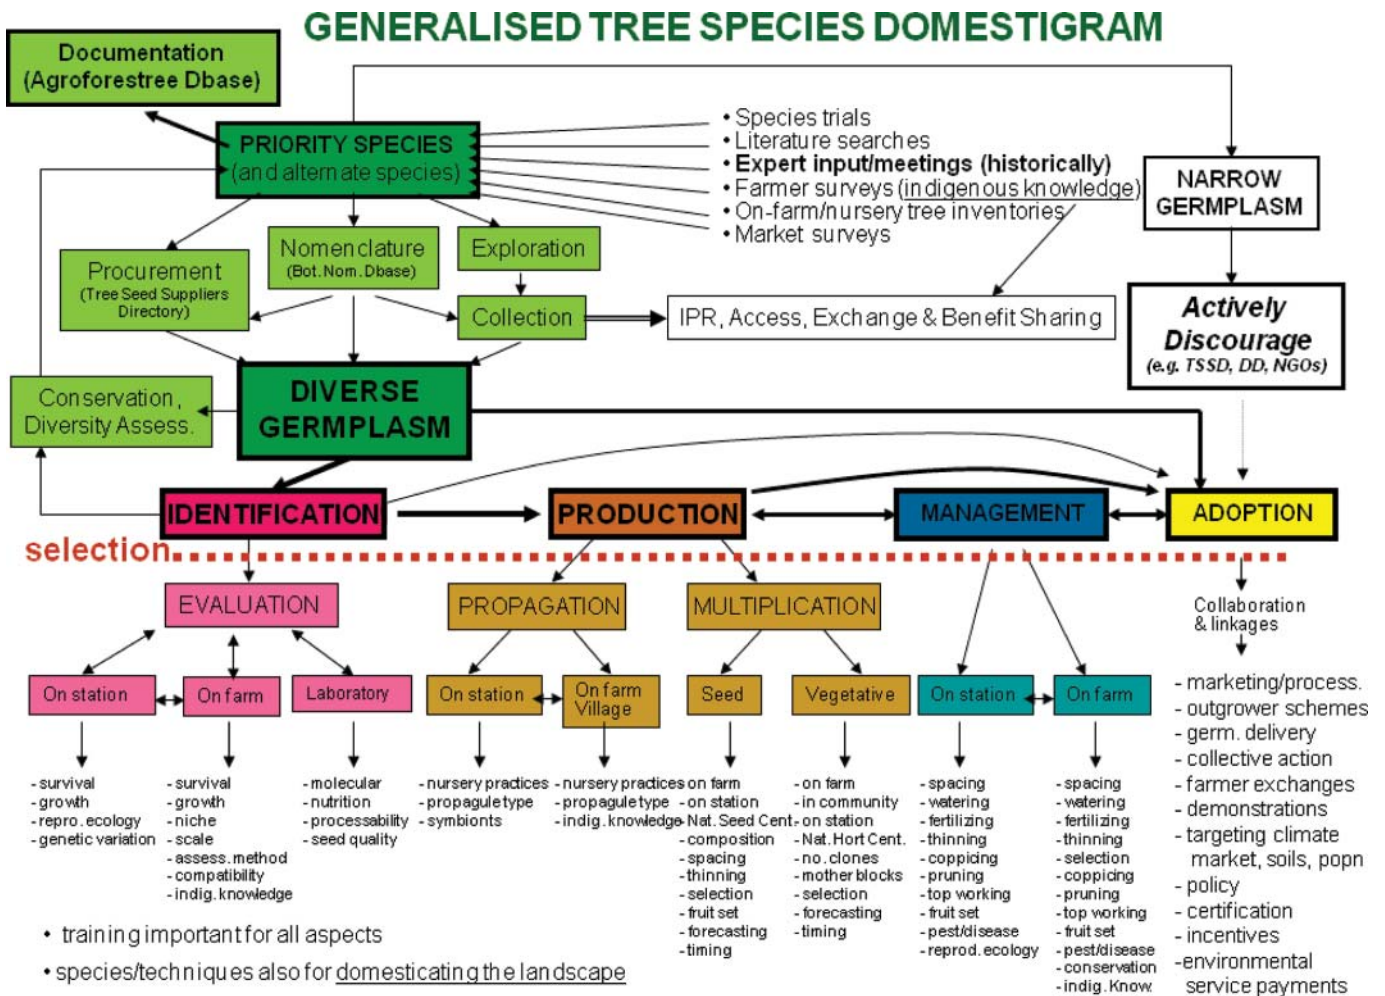 GENERALISED TREE SPECIES DOMESTIGRAM
Documentation
(Agroforestree Dbase)
PRIORITY SPECIES
(and alternate species)
• Species trials
• Literature searches
• Expert input/meetings (historically)
• Farmer surveys (indigenous knowledge)
• On-farm/nursery tree inventories
• Market surveys
NARROW
GERMPLASM
Procurement
(Tree Seed Suppliers
Directory)
Nomenclature
(Bot. Nom. Dbase)
Exploration
Collection
IPR, Access, Exchange & Benefit Sharing
Actively
Discourage
(e.g. TSSD, DD, NGOs)
Conservation,
Diversity Assess.
DIVERSE
GERMPLASM
IDENTIFICATION
PRODUCTION
MANAGEMENT
ADOPTION
selection
EVALUATION
PROPAGATION
MULTIPLICATION
Collaboration
& linkages
On station
On farm
Laboratory
On station
On farm
Village
Seed
Vegetative
On station
On farm
- survival
- growth
- repro. ecology
- genetic variation
- survival
- growth
- niche
- scale
- assess. method
- compatibility
- indig. knowledge
- molecular
- nutrition
- processability
- seed quality
- nursery practices
- propagule type
- symbionts
- nursery practices
- propagule type
- indig. knowledge
- on farm
- on station
- Nat. Seed Cent.
- composition
- spacing
- thinning
- selection
- fruit set
- forecasting
- timing
- on farm
- in community
- on station
- Nat. Hort Cent.
- no. clones
- mother blocks
- selection
- forecasting
- timing
- spacing
- watering
- fertilizing
- thinning
- coppicing
- pruning
- top working
- fruit set
- pest/disease
- reprod. ecology
- spacing
- watering
- fertilizing
- thinning
- selection
- coppicing
- pruning
- top working
- fruit set
- pest/disease
- conservation
- indig. Know.
- marketing/process.
- outgrower schemes
- germ. delivery
- collective action
- farmer exchanges
- demonstrations
- targeting climate
market, soils, popn
- policy
- certification
- incentives
- environmental
service payments
• training important for all aspects
• species/techniques also for domesticating the landscape